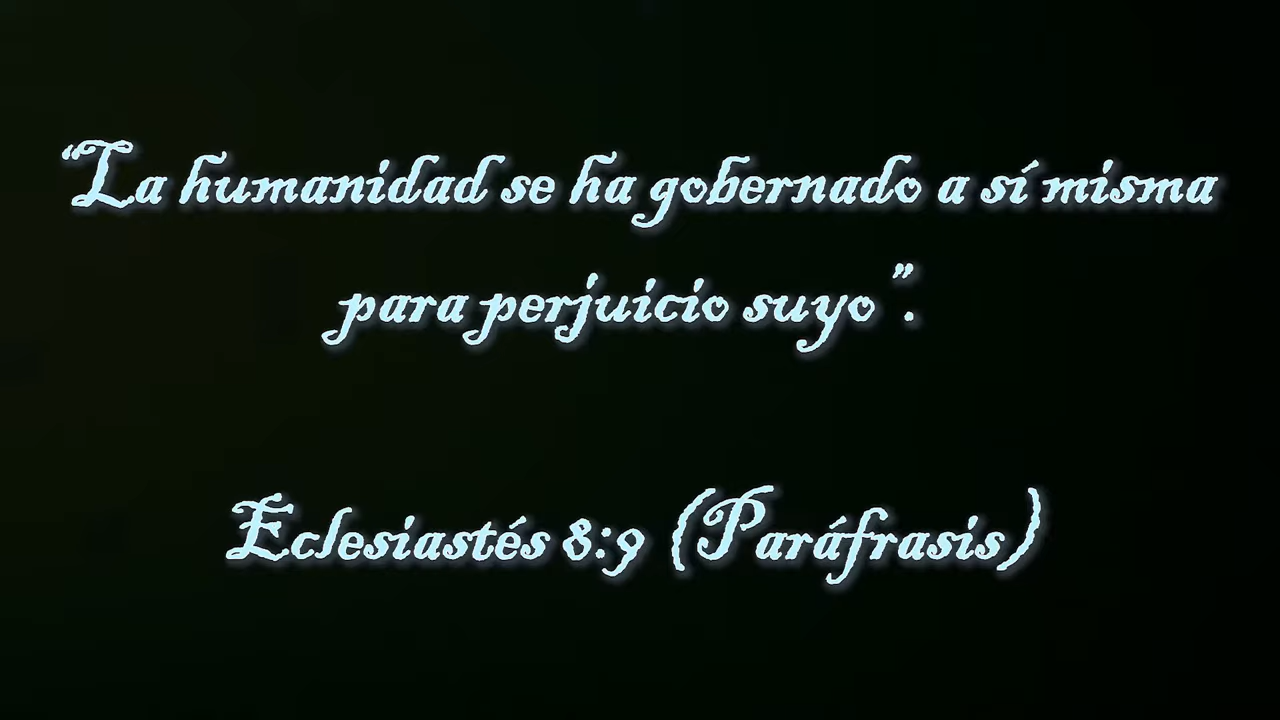 “La humanidad se ha gobernado a sí misma
para perjuicio suyo”.
Eclesiastés 8:9 (Paráfrasis)